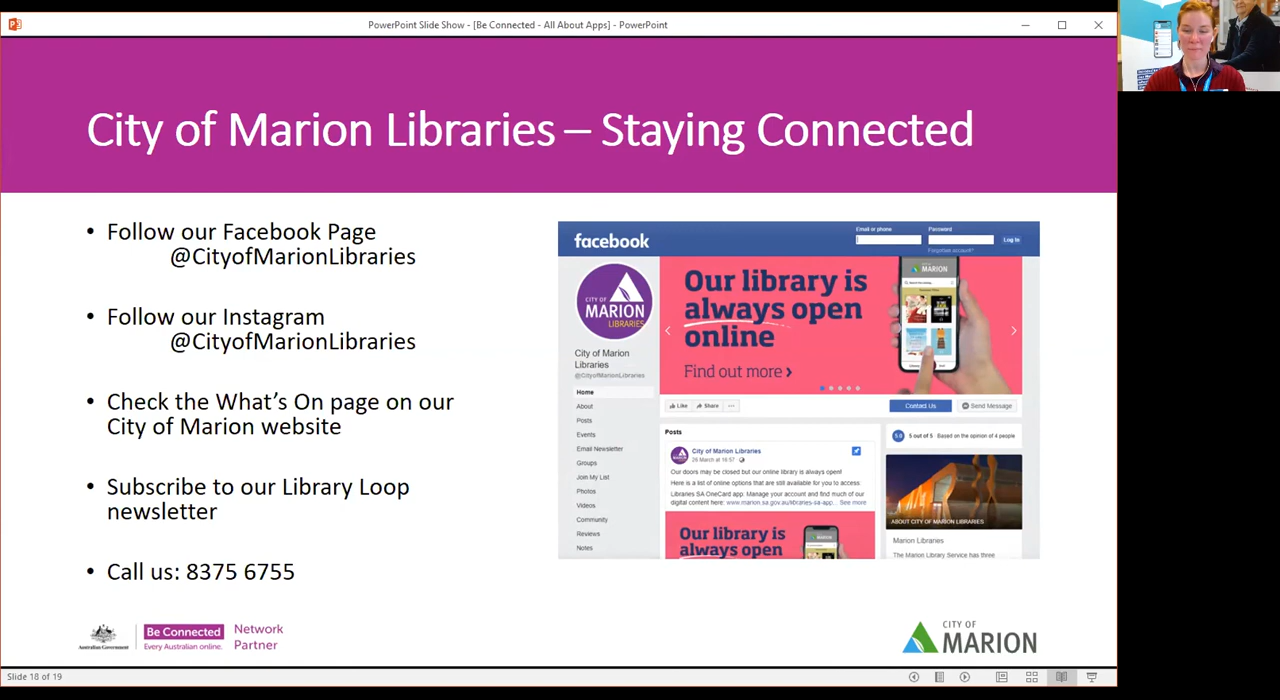 PowerPoint Slide Show - [Be Connected - All About Apps] - PowerPoint
City of Marion Libraries – Staying Connected
• Follow our Facebook Page
@CityofMarionLibraries
• Follow our Instagram
@CityofMarionLibraries
• Check the What's On page on our
City of Marion website
• Subscribe to our Library Loop
newsletter
• Call us: 8375 6755
facebook
Email or phone
Password
Log In
Forgotten account?
CITY OF
MARION
LIBRARIES
City of Marion
Libraries
@CityofMarionLibraries
Home
About
Posts
Events
Email Newsletter
Groups
Join My List
Photos
Videos
Community
Reviews
Notes
Our library is
always open
online
Find out more ›
MARION
Like
Share
...
Contact Us
Send Message
Posts
City of Marion Libraries
Our doors may be closed but our online library is always open!
Here is a list of online options that are still available for you to access
Libraries SA OneCard app. Manage your account and find much of our
digital content here: www.marion.sa.gov.au/libraries-sa-app... See more
Our library is
always open
5.0
5 out of 5 · Based on the opinion of 4 people
ABOUT CITY OF MARION LIBRARIES
Marion Libraries
The Marion Library Service has three
Australian Government
Be Connected
Every Australian online.
Network
Partner
CITY OF
MARION
Slide 18 of 19